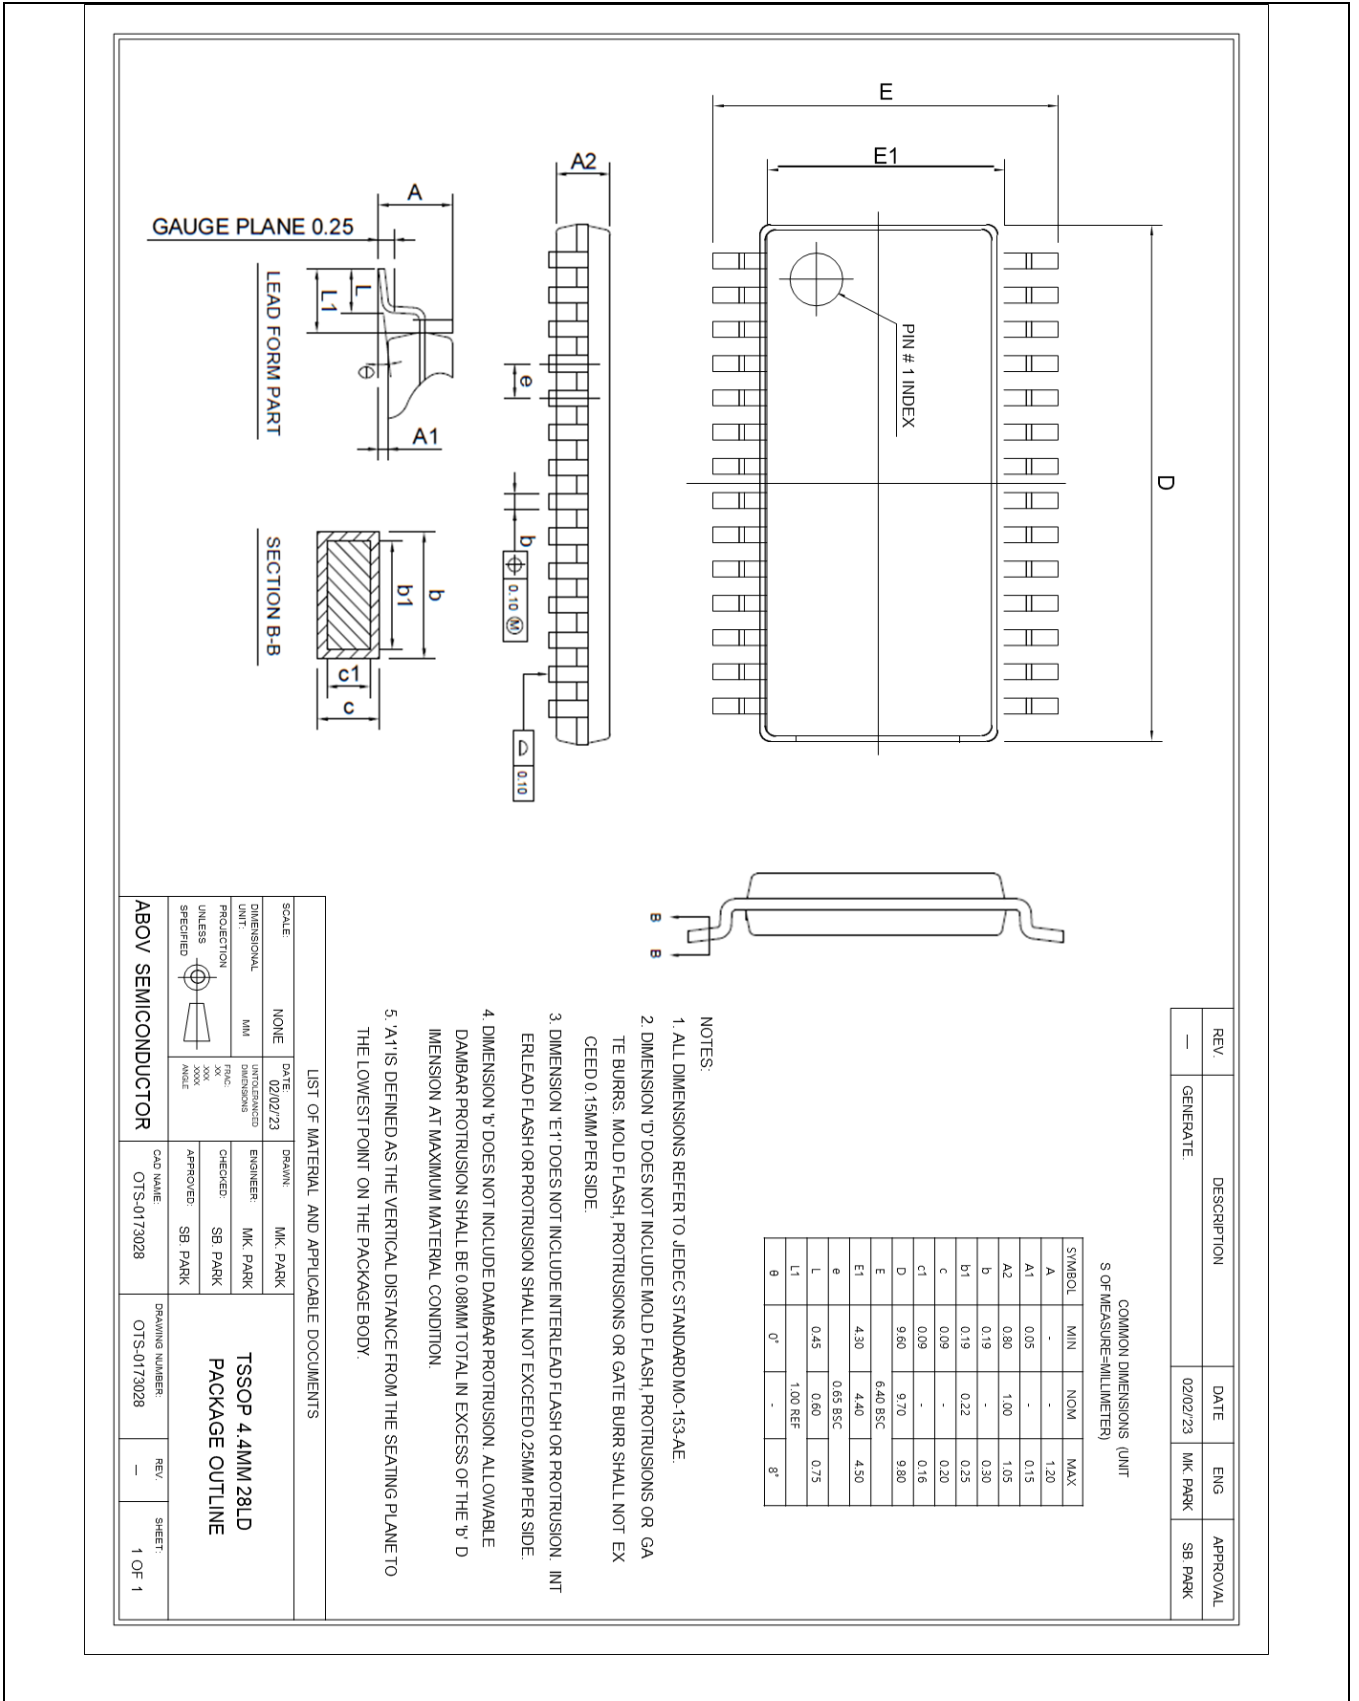 REV. DESCRIPTION DATE ENG APPROVAL
— GENERATE. 02/02/'23 MK. PARK SB. PARK
D
E
E1
PIN # 1 INDEX
A2
e
b
0.10 M
0.10
A
GAUGE PLANE 0.25
L
L1
θ
A1
LEAD FORM PART
b
b1
c1
c
SECTION B-B
B B
COMMON DIMENSIONS (UNIT
S OF MEASURE=MILLIMETER)
SYMBOL MIN NOM MAX
A - - 1.20
A1 0.05 - 0.15
A2 0.80 1.00 1.05
b 0.19 - 0.30
b1 0.19 0.22 0.25
c 0.09 - 0.20
c1 0.09 - 0.16
D 9.60 9.70 9.80
E 6.40 BSC
E1 4.30 4.40 4.50
e 0.65 BSC
L 0.45 0.60 0.75
L1 1.00 REF
θ 0° - 8°
NOTES:
1. ALL DIMENSIONS REFER TO JEDEC STANDARD MO-153-AE.
2. DIMENSION 'D' DOES NOT INCLUDE MOLD FLASH, PROTRUSIONS OR GA
TE BURRS. MOLD FLASH, PROTRUSIONS OR GATE BURR SHALL NOT EX
CEED 0.15MM PER SIDE.
3. DIMENSION 'E1' DOES NOT INCLUDE INTERLEAD FLASH OR PROTRUSION. INT
ERLEAD FLASH OR PROTRUSION SHALL NOT EXCEED 0.25MM PER SIDE.
4. DIMENSION 'b' DOES NOT INCLUDE DAMBAR PROTRUSION. ALLOWABLE
DAMBAR PROTRUSION SHALL BE 0.08MM TOTAL IN EXCESS OF THE 'b' D
IMENSION AT MAXIMUM MATERIAL CONDITION.
5. 'A1' IS DEFINED AS THE VERTICAL DISTANCE FROM THE SEATING PLANE TO
THE LOWEST POINT ON THE PACKAGE BODY.
LIST OF MATERIAL AND APPLICABLE DOCUMENTS
SCALE: NONE
DATE: 02/02/'23
DRAWN: MK. PARK
DIMENSIONAL
UNIT: MM
UNTOLERANCED
DIMENSIONS
ENGINEER: MK. PARK
PROJECTION
UNLESS
SPECIFIED
FRAC:
.XX
.XXX
.XXXX
ANGLE
CHECKED: SB. PARK
APPROVED: SB. PARK
TSSOP 4.4MM 28LD
PACKAGE OUTLINE
ABOV SEMICONDUCTOR
CAD NAME:
OTS-0173028
DRAWING NUMBER:
OTS-0173028
REV.
—
SHEET:
1 OF 1